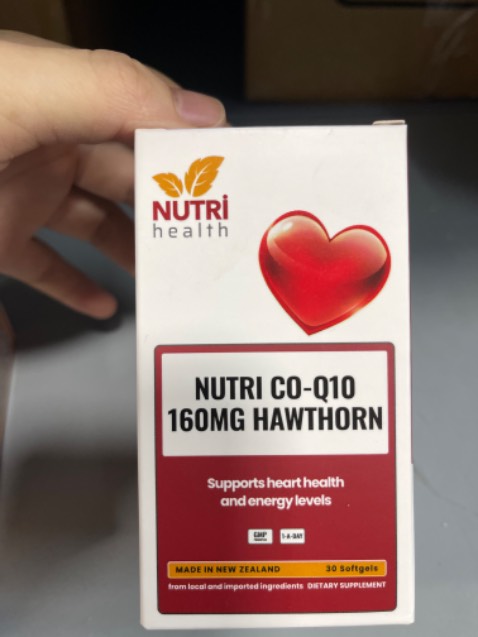 NUTRi
health
NUTRI CO-Q10
160MG HAWTHORN
Supports heart health
and energy levels
GMP 1-A-DAY
MADE IN NEW ZEALAND 30 Softgels
from local and imported ingredients DIETARY SUPPLEMENT